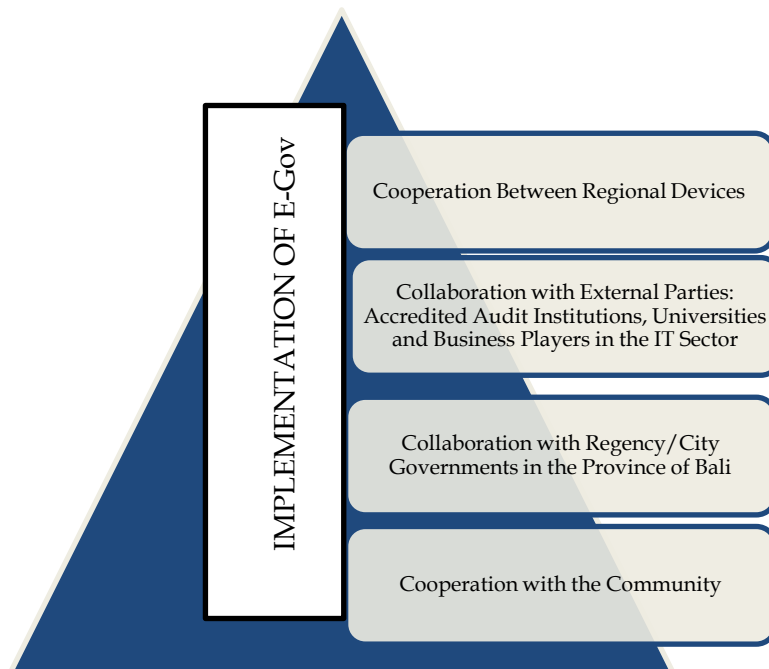 IMPLEMENTATION OF E-Gov
Cooperation Between Regional Devices
Collaboration with External Parties:
Accredited Audit Institutions, Universities
and Business Players in the IT Sector
Collaboration with Regency/City
Governments in the Province of Bali
Cooperation with the Community